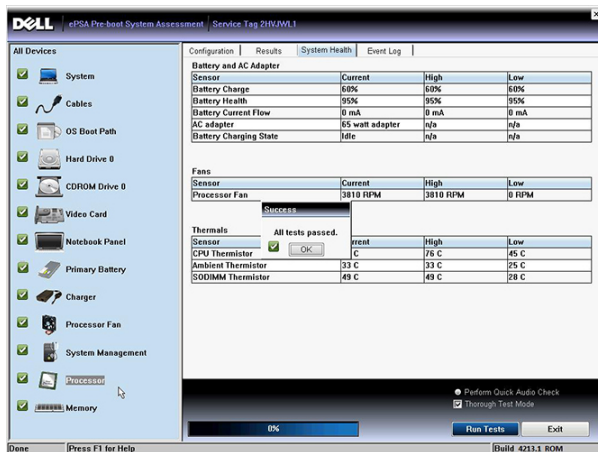 DELL ePSA Pre-boot System Assessment Service Tag 2HVJWL1
All Devices
System
Cables
OS Boot Path
Hard Drive 0
CDROM Drive 0
Video Card
Notebook Panel
Primary Battery
Charger
Processor Fan
System Management
Processor
Memory
Configuration Results System Health Event Log
Battery and AC Adapter
Sensor Current High Low
Battery Charge 60% 60% 60%
Battery Health 95% 95% 95%
Battery Current Flow 0 mA 0 mA 0 mA
AC adapter 65 watt adapter n/a n/a
Battery Charging State Idle n/a n/a
Fans
Sensor Current High Low
Processor Fan 3810 RPM 3810 RPM 0 RPM
Success
All tests passed.
OK
Thermals
Sensor High Low
CPU Thermistor C 76 C 45 C
Ambient Thermistor 33 C 33 C 25 C
SODIMM Thermistor 49 C 49 C 28 C
Perform Quick Audio Check
Thorough Test Mode
0% Run Tests Exit
Done Press F1 for Help Build 4213.1 ROM